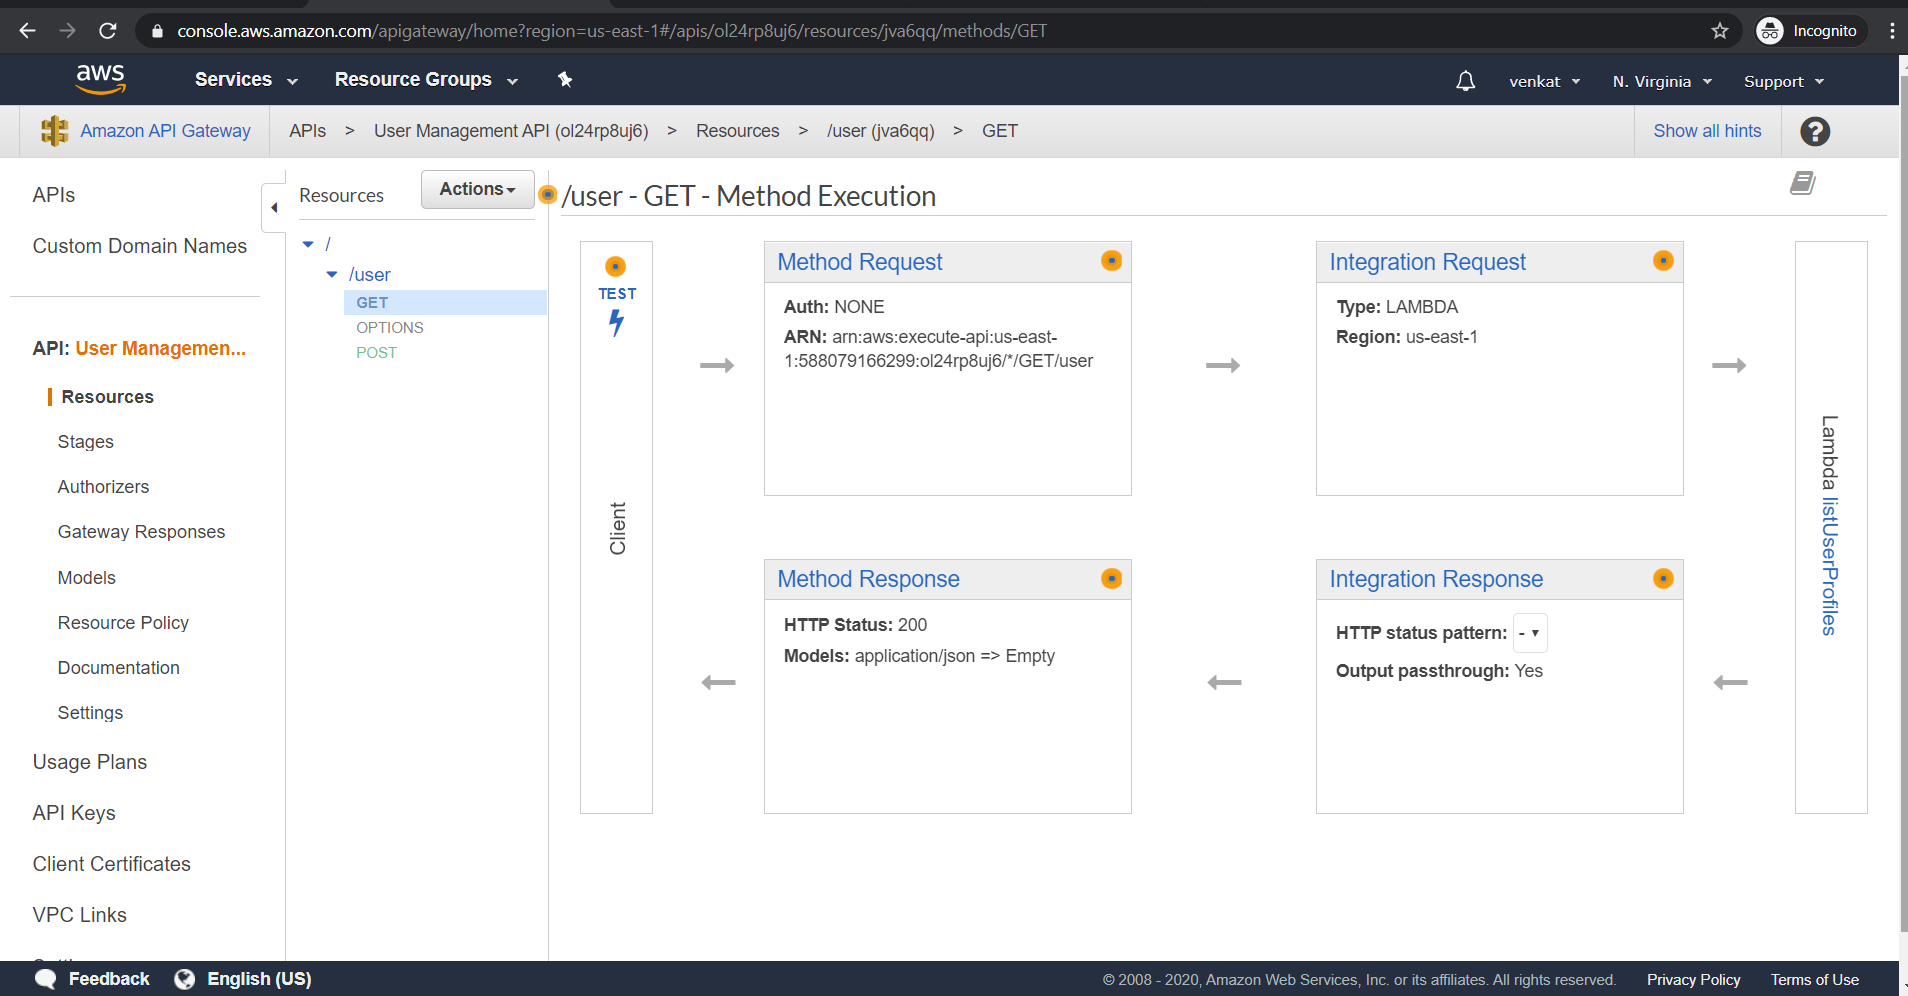 console.aws.amazon.com/apigateway/home?region=us-east-1#/apis/ol24rp8uj6/resources/jva6qq/methods/GET
Incognito
aws
Services
Resource Groups
venkat
N. Virginia
Support
Amazon API Gateway
APIs > User Management API (ol24rp8uj6) > Resources > /user (jva6qq) > GET
Show all hints
?
APIs
Custom Domain Names
API: User Managemen...
Resources
Stages
Authorizers
Gateway Responses
Models
Resource Policy
Documentation
Settings
Usage Plans
API Keys
Client Certificates
VPC Links
Resources
Actions
/
/user
GET
OPTIONS
POST
/user - GET - Method Execution
TEST
Client
Method Request
Auth: NONE
ARN: arn:aws:execute-api:us-east-
1:588079166299:ol24rp8uj6/*/GET/user
Integration Request
Type: LAMBDA
Region: us-east-1
Lambda listUserProfiles
Method Response
HTTP Status: 200
Models: application/json => Empty
Integration Response
HTTP status pattern: -
Output passthrough: Yes
Feedback
English (US)
© 2008 - 2020, Amazon Web Services, Inc. or its affiliates. All rights reserved.
Privacy Policy
Terms of Use